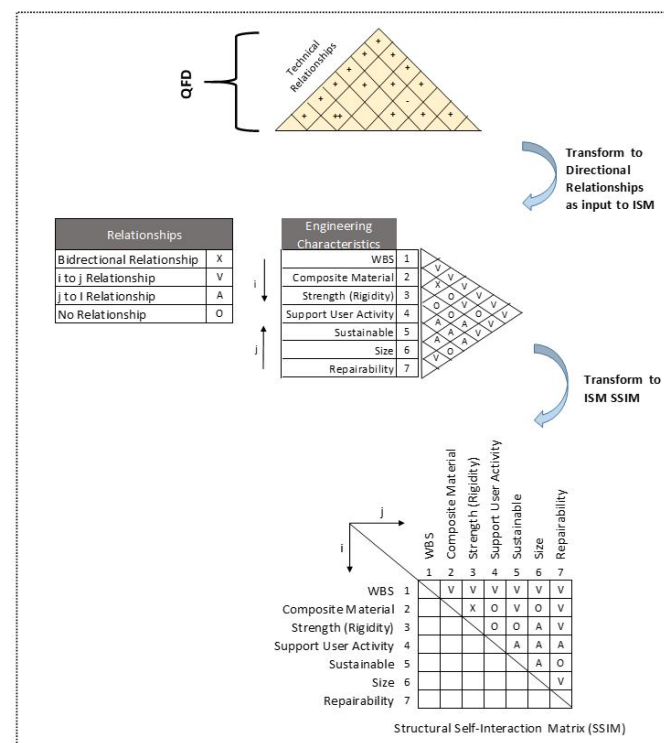 QFD
Technical Relationships
+
+ +
+ + +
+ + +
+ - +
+ ++ + + +
Transform to
Directional
Relationships
as input to ISM
Relationships
Bidrectional Relationship X
i to j Relationship V
j to I Relationship A
No Relationship O
i
j
Engineering
Characteristics
WBS 1
Composite Material 2
Strength (Rigidity) 3
Support User Activity 4
Sustainable 5
Size 6
Repairability 7
V
V
X V
O V
O V V
O O V
A A V
A V
A A
O
V
Transform to
ISM SSIM
j
i
WBS
Composite Material
Strength (Rigidity)
Support User Activity
Sustainable
Size
Repairability
1 2 3 4 5 6 7
WBS 1 V V V V V V
Composite Material 2 X O V O V
Strength (Rigidity) 3 O O A V
Support User Activity 4 A A A
Sustainable 5 A O
Size 6 V
Repairability 7
Structural Self-Interaction Matrix (SSIM)